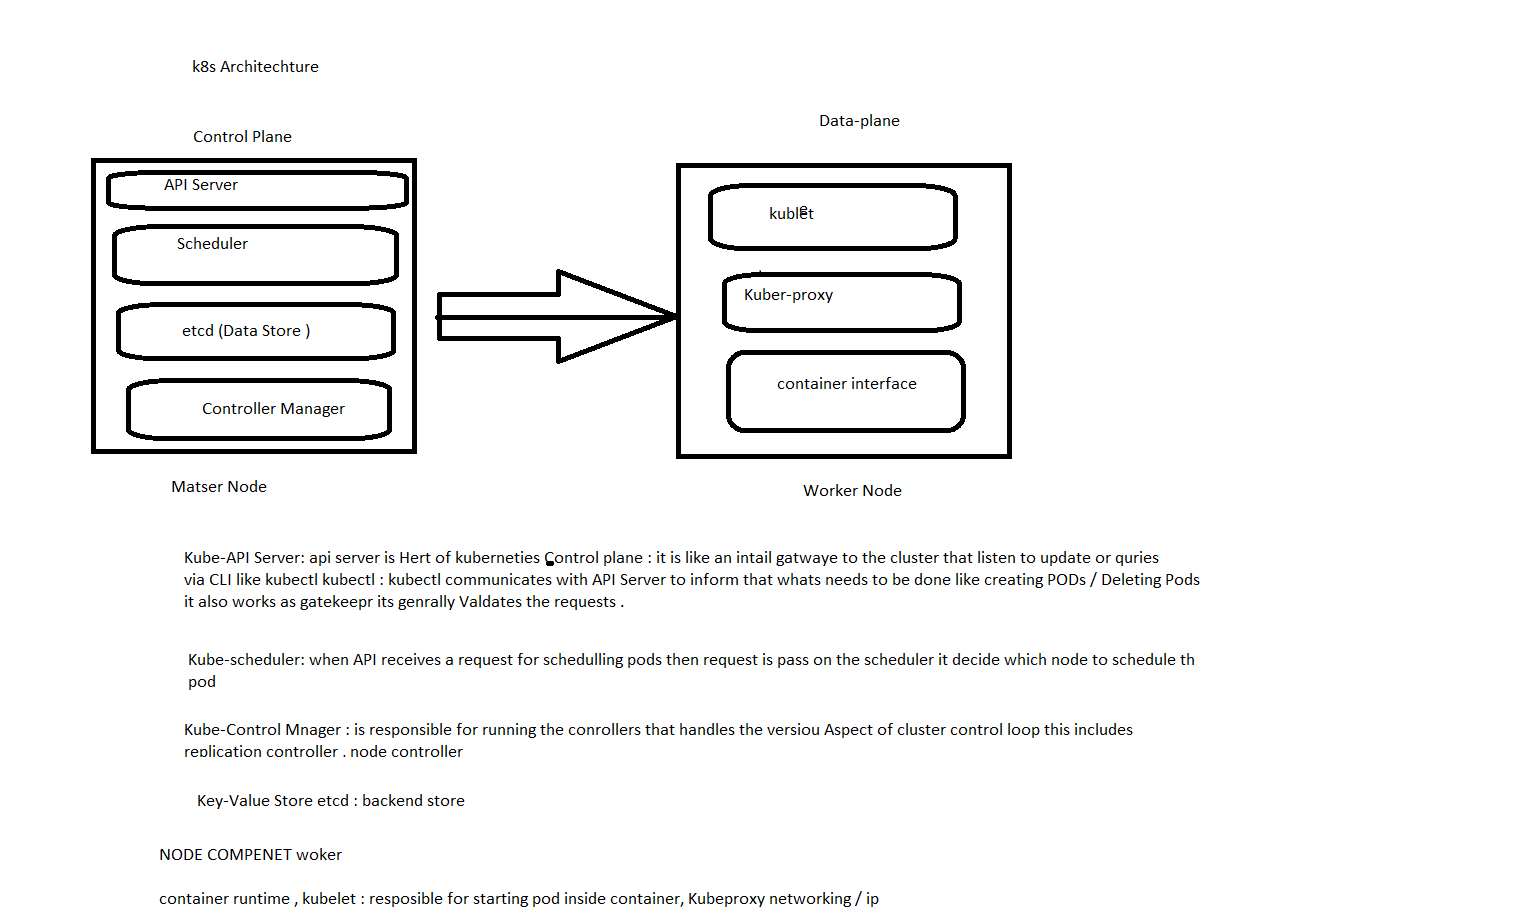 k8s Architechture
Control Plane
Data-plane
API Server
Scheduler
etcd (Data Store )
Controller Manager
kublet
e
Kuber-proxy
container interface
Matser Node
Worker Node
Kube-API Server: api server is Hert of kuberneties Control plane : it is like an intail gatwaye to the cluster that listen to update or quries
via CLI like kubectl kubectl : kubectl communicates with API Server to inform that whats needs to be done like creating PODs / Deleting Pods
it also works as gatekeepr its genrally Valdates the requests .
Kube-scheduler: when API receives a request for schedulling pods then request is pass on the scheduler it decide which node to schedule th
pod
Kube-Control Mnager : is responsible for running the conrollers that handles the versiou Aspect of cluster control loop this includes
replication controller . node controller
Key-Value Store etcd : backend store
NODE COMPENET woker
container runtime , kubelet : resposible for starting pod inside container, Kubeproxy networking / ip